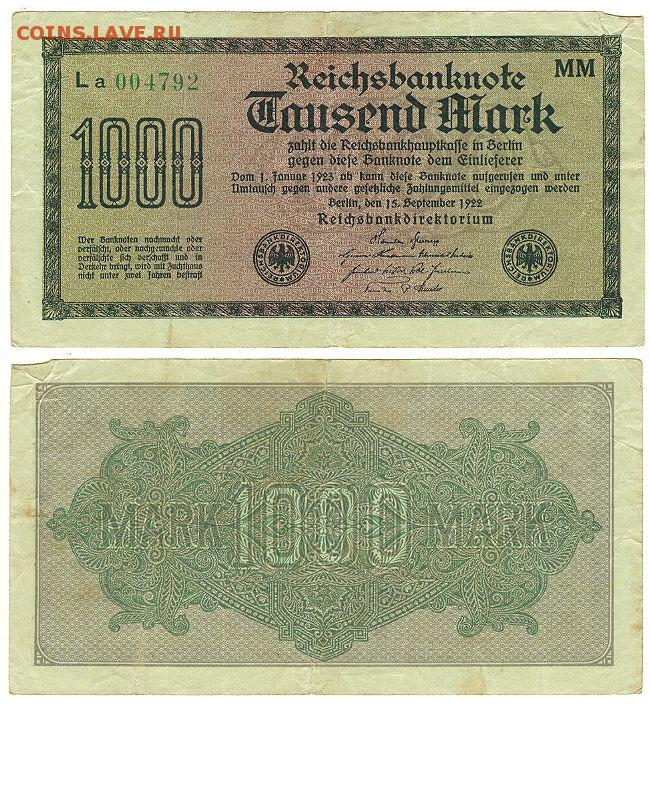 COINS.LAVE.RU
La 004792
Reichsbanknote
MM
Tausend Mark
1000
zahlt die Reichsbankhauptkasse in Berlin
gegen diese Banknote dem Einlieferer
Vom 1. Januar 1923 ab kann diese Banknote aufgerufen und unter
Umtausch gegen andere gesetzliche Zahlungsmittel eingezogen werden
Berlin, den 15. September 1922
Reichsbankdirektorium
Wer Banknoten nachmacht oder
verfälscht, oder nachgemachte oder
verfälschte sich verschafft und in
Verkehr bringt, wird mit Zuchthaus
nicht unter zwei Jahren bestraft
REICHSBANKDIREKTORIUM
REICHSBANKDIREKTORIUM
MARK 1000 MARK